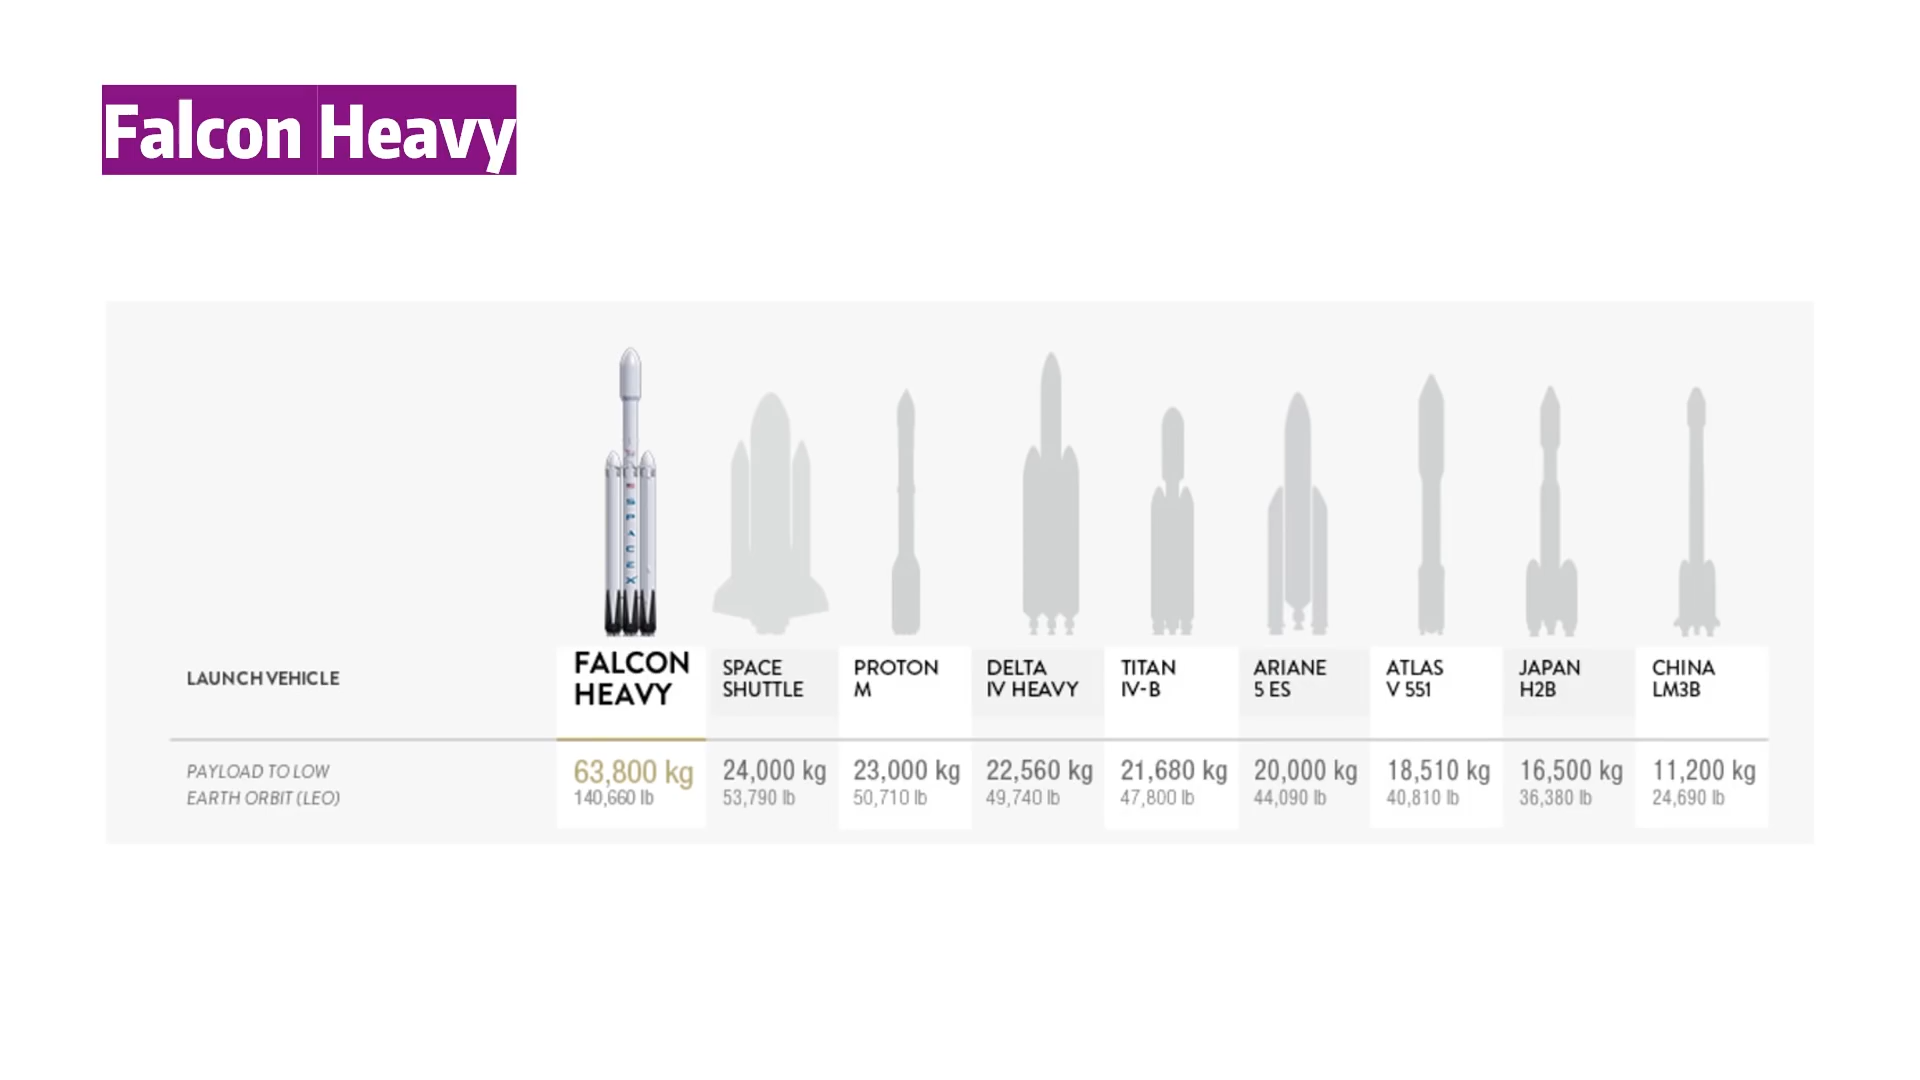 Falcon Heavy
SPACEX
LAUNCH VEHICLE
FALCON
HEAVY
SPACE
SHUTTLE
PROTON
M
DELTA
IV HEAVY
TITAN
IV-B
ARIANE
5 ES
ATLAS
V 551
JAPAN
H2B
CHINA
LM3B
PAYLOAD TO LOW
EARTH ORBIT (LEO)
63,800 kg
140,660 lb
24,000 kg
53,790 lb
23,000 kg
50,710 lb
22,560 kg
49,740 lb
21,680 kg
47,800 lb
20,000 kg
44,090 lb
18,510 kg
40,810 lb
16,500 kg
36,380 lb
11,200 kg
24,690 lb